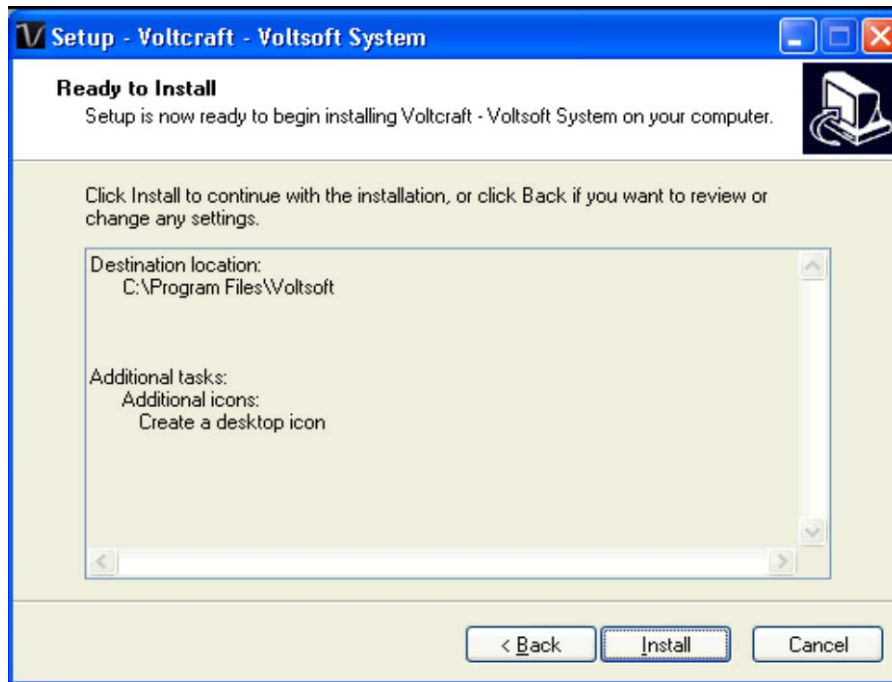 Setup - Voltcraft - Voltsoft System
Ready to Install
Setup is now ready to begin installing Voltcraft - Voltsoft System on your computer.
Click Install to continue with the installation, or click Back if you want to review or
change any settings.
Destination location:
C:\Program Files\Voltsoft
Additional tasks:
Additional icons:
Create a desktop icon
< Back
Install
Cancel